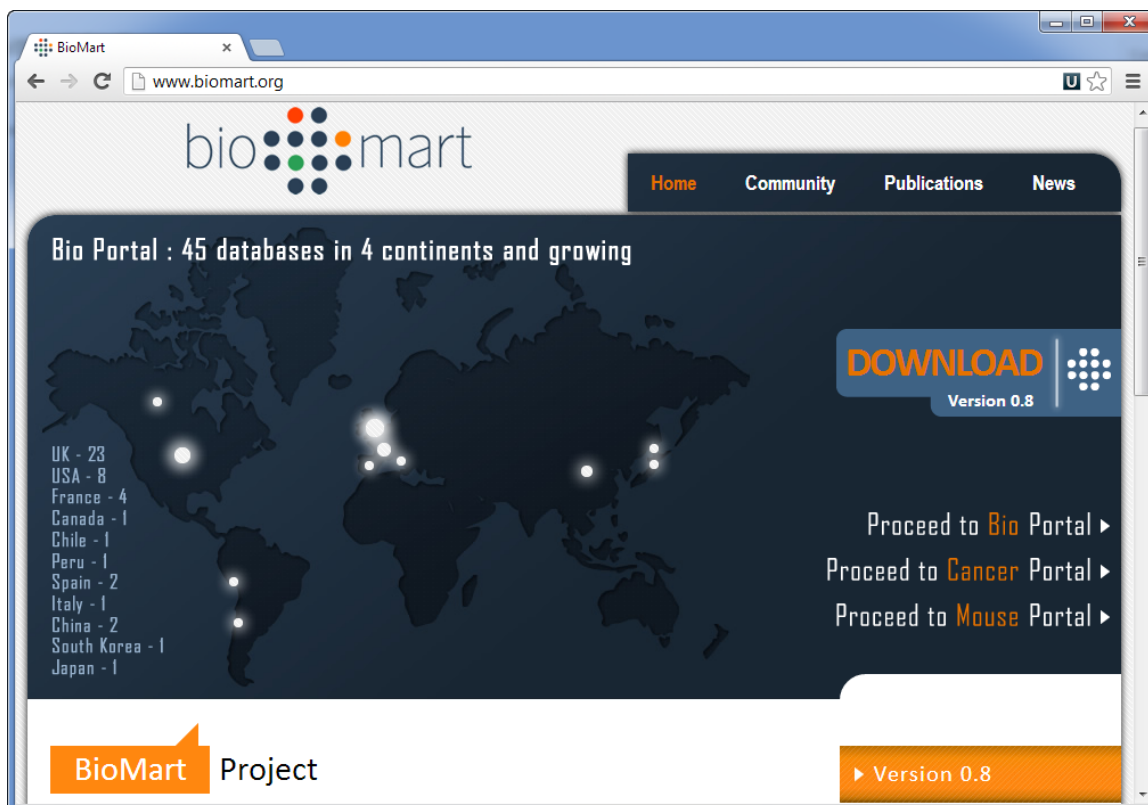 BioMart
www.biomart.org
bio mart
Home Community Publications News
Bio Portal : 45 databases in 4 continents and growing
DOWNLOAD
Version 0.8
UK - 23
USA - 8
France - 4
Canada - 1
Chile - 1
Peru - 1
Spain - 2
Italy - 1
China - 2
South Korea - 1
Japan - 1
Proceed to Bio Portal
Proceed to Cancer Portal
Proceed to Mouse Portal
BioMart Project
Version 0.8